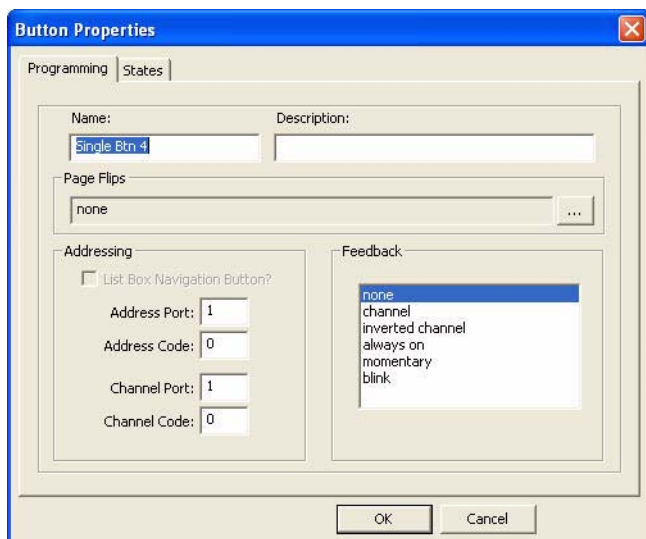 Button Properties
Programming States
Name: Description:
Single Btn 4
Page Flips
none ...
Addressing
List Box Navigation Button?
Address Port: 1
Address Code: 0
Channel Port: 1
Channel Code: 0
Feedback
none
channel
inverted channel
always on
momentary
blink
OK Cancel